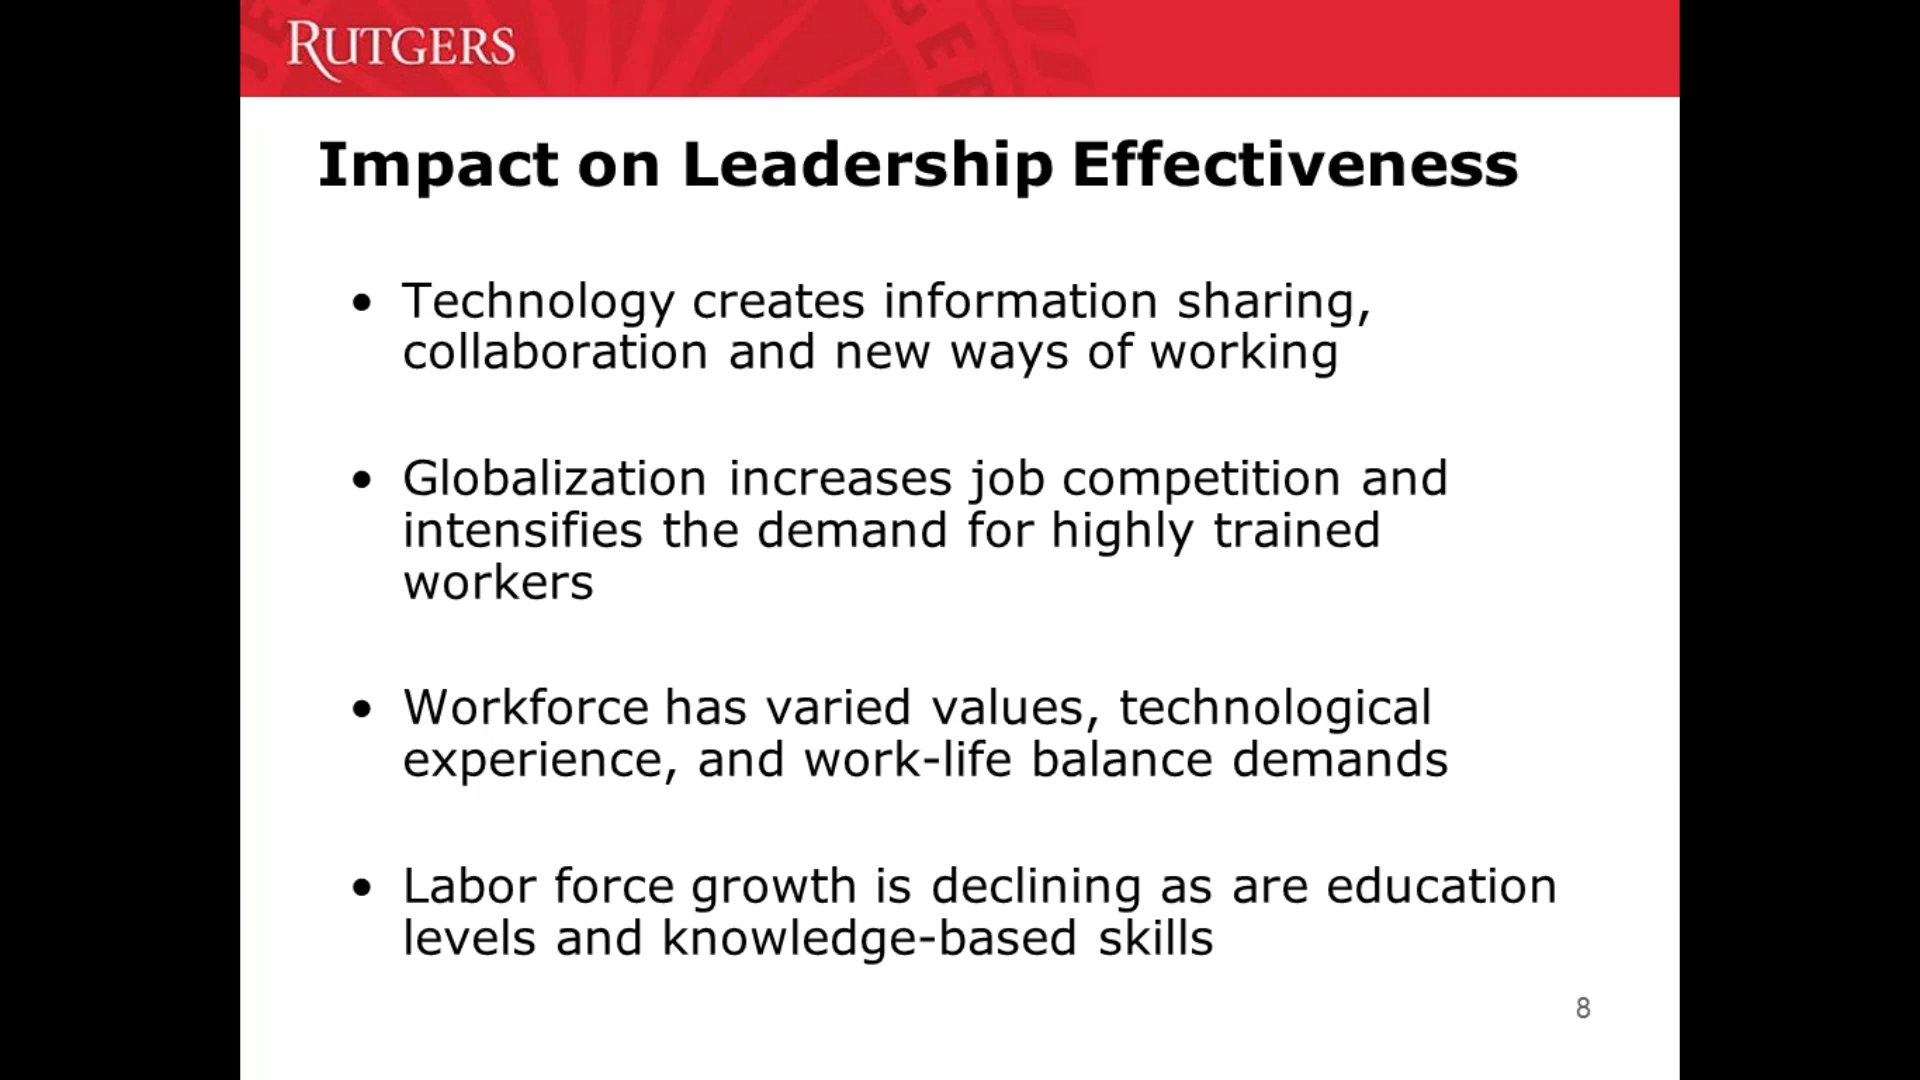 RUTGERS
Impact on Leadership Effectiveness
• Technology creates information sharing,
collaboration and new ways of working
• Globalization increases job competition and
intensifies the demand for highly trained
workers
• Workforce has varied values, technological
experience, and work-life balance demands
• Labor force growth is declining as are education
levels and knowledge-based skills
8